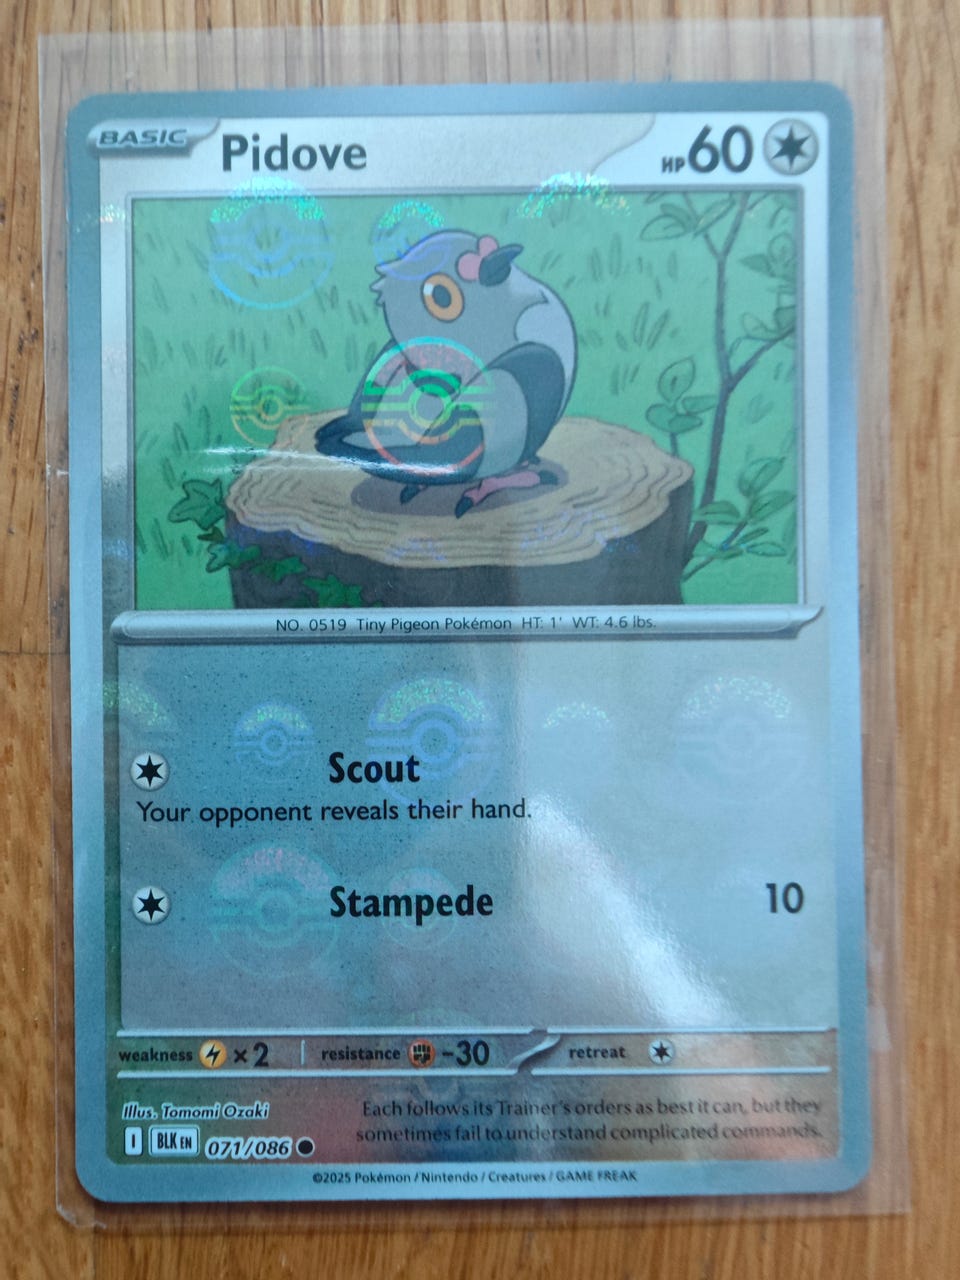 BASIC Pidove HP 60
NO. 0519 Tiny Pigeon Pokémon HT: 1' WT: 4.6 lbs.
Scout
Your opponent reveals their hand.
Stampede 10
weakness ×2 resistance -30 retreat
Illus. Tomomi Ozaki
Each follows its Trainer's orders as best it can, but they
sometimes fail to understand complicated commands.
I BLK EN 071/086
©2025 Pokémon / Nintendo / Creatures / GAME FREAK